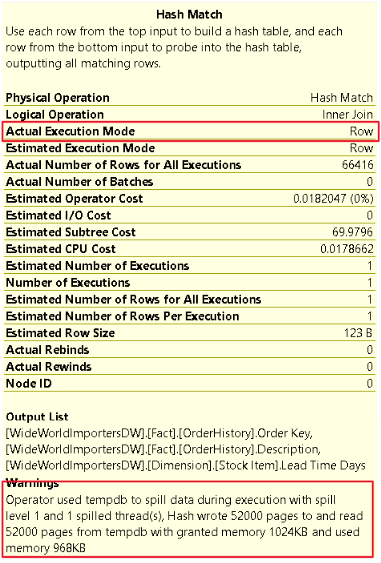 Hash Match
Use each row from the top input to build a hash table, and each
row from the bottom input to probe into the hash table,
outputting all matching rows.
Physical Operation Hash Match
Logical Operation Inner Join
Actual Execution Mode Row
Estimated Execution Mode Row
Actual Number of Rows for All Executions 66416
Actual Number of Batches 0
Estimated Operator Cost 0.0182047 (0%)
Estimated I/O Cost 0
Estimated Subtree Cost 69.9796
Estimated CPU Cost 0.0178662
Estimated Number of Executions 1
Number of Executions 1
Estimated Number of Rows for All Executions 1
Estimated Number of Rows Per Execution 1
Estimated Row Size 123 B
Actual Rebinds 0
Actual Rewinds 0
Node ID 0
Output List
[WideWorldImportersDW].[Fact].[OrderHistory].Order Key,
[WideWorldImportersDW].[Fact].[OrderHistory].Description,
[WideWorldImportersDW].[Dimension].[Stock Item].Lead Time Days
Warnings
Operator used tempdb to spill data during execution with spill
level 1 and 1 spilled thread(s), Hash wrote 52000 pages to and read
52000 pages from tempdb with granted memory 1024KB and used
memory 968KB